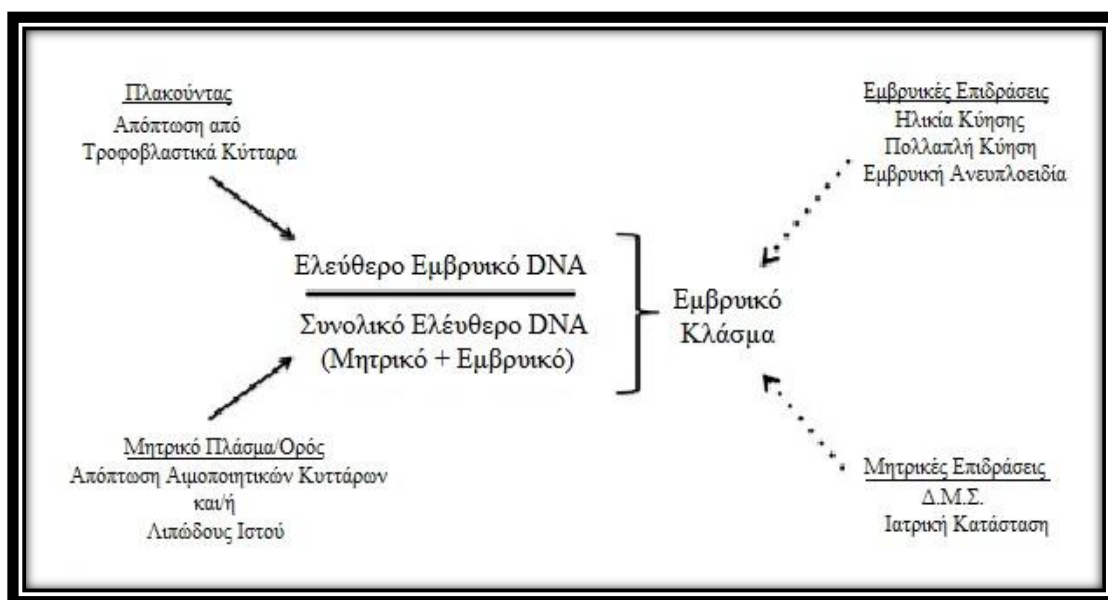 Πλακούντας
Απόπτωση από
Τροφοβλαστικά Κύτταρα
Εμβρυικές Επιδράσεις
Ηλικία Κύησης
Πολλαπλή Κύηση
Εμβρυική Ανευπλοειδία
Ελεύθερο Εμβρυικό DNA
Συνολικό Ελέυθερο DNA
(Μητρικό + Εμβρυικό)
Εμβρυικό
Κλάσμα
Μητρικό Πλάσμα/Ορός
Απόπτωση Αιμοποιητικών Κυττάρων
και/ή
Λιπώδους Ιστού
Μητρικές Επιδράσεις
Δ.Μ.Σ.
Ιατρική Κατάσταση